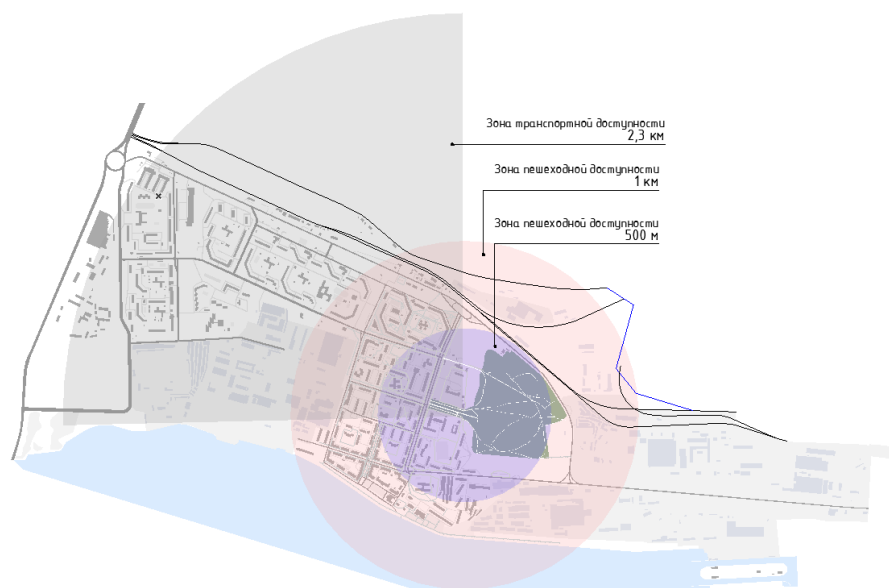 Зона транспортной доступности
2,3 км
Зона пешеходной доступности
1 км
Зона пешеходной доступности
500 м